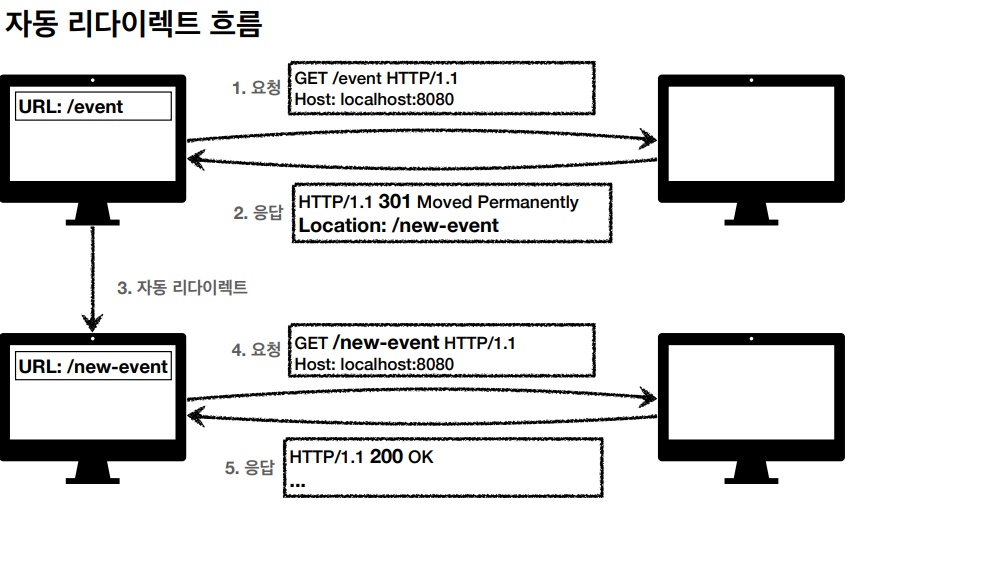 자동 리다이렉트 흐름
URL: /event
1. 요청
GET /event HTTP/1.1
Host: localhost:8080
2. 응답
HTTP/1.1 301 Moved Permanently
Location: /new-event
3. 자동 리다이렉트
URL: /new-event
4. 요청
GET /new-event HTTP/1.1
Host: localhost:8080
5. 응답
HTTP/1.1 200 OK
...